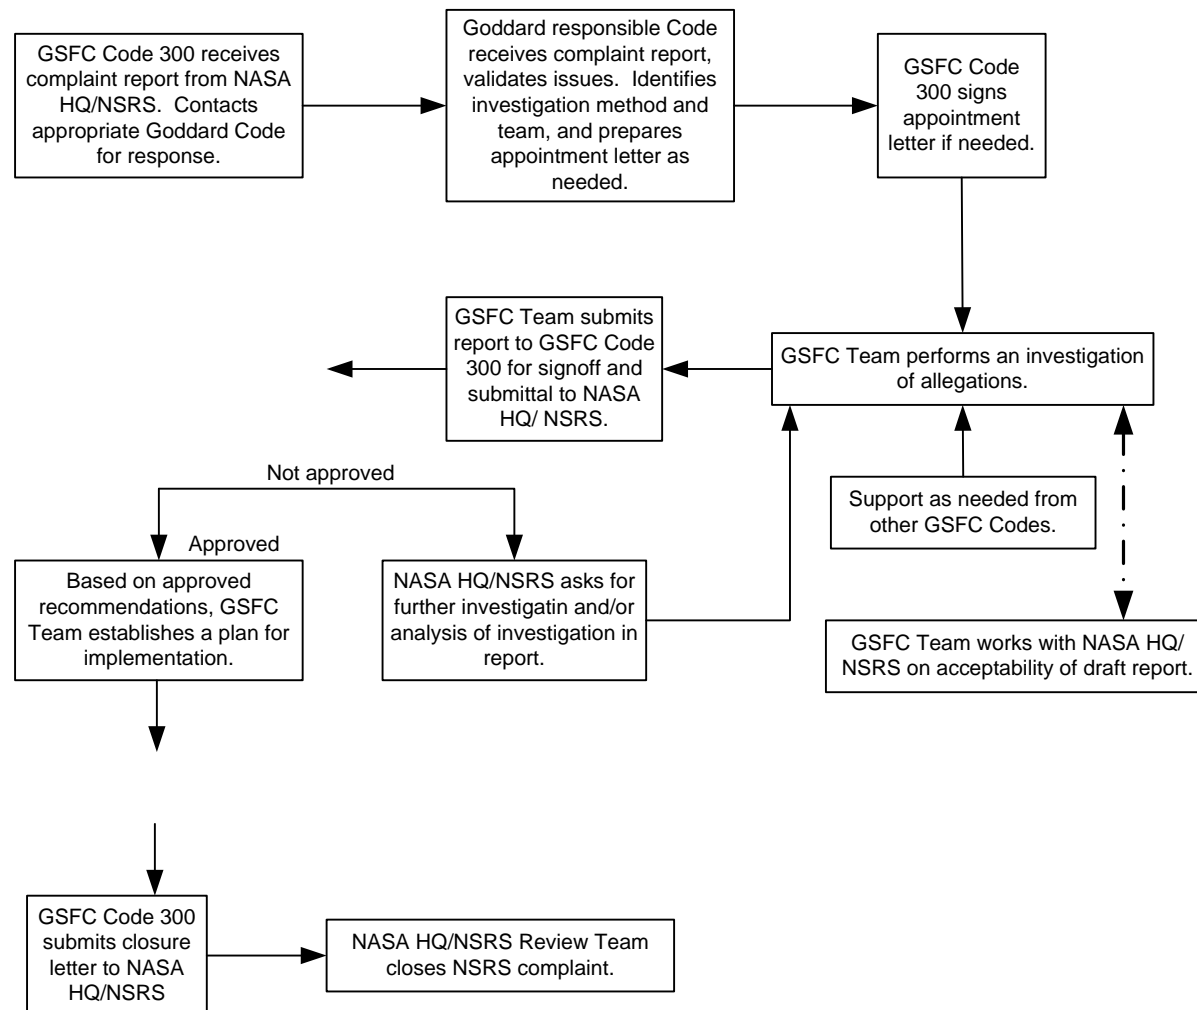 GSFC Code 300 receives
complaint report from NASA
HQ/NSRS.  Contacts
appropriate Goddard Code
for response.
Goddard responsible Code
receives complaint report,
validates issues.  Identifies
investigation method and
team, and prepares
appointment letter as
needed.
GSFC Code
300 signs
appointment
letter if needed.
GSFC Team submits
report to GSFC Code
300 for signoff and
submittal to NASA
HQ/ NSRS.
GSFC Team performs an investigation
of allegations.
Not approved
Approved
Support as needed from
other GSFC Codes.
Based on approved
recommendations, GSFC
Team establishes a plan for
implementation.
NASA HQ/NSRS asks for
further investigatin and/or
analysis of investigation in
report.
GSFC Team works with NASA HQ/
NSRS on acceptability of draft report.
GSFC Code 300
submits closure
letter to NASA
HQ/NSRS
NASA HQ/NSRS Review Team
closes NSRS complaint.